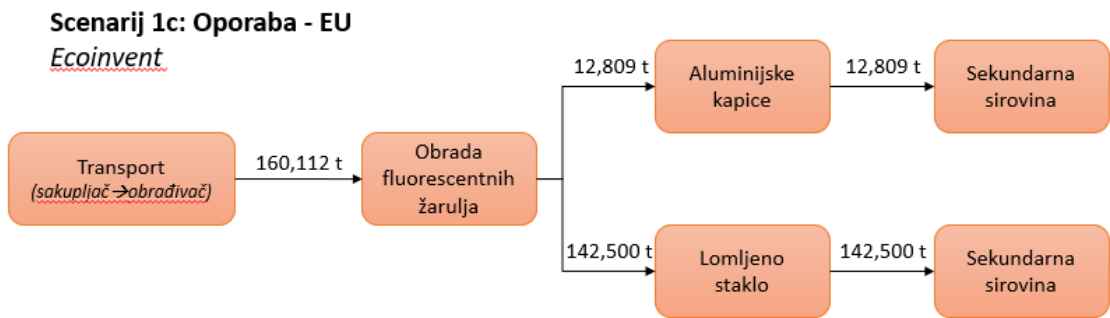 Scenarij 1c: Oporaba - EU
Ecoinvent
Transport
(sakupljač→obrađivač)
160,112 t
Obrada
fluorescentnih
žarulja
12,809 t
Aluminijske
kapice
12,809 t
Sekundarna
sirovina
142,500 t
Lomljeno
staklo
142,500 t
Sekundarna
sirovina